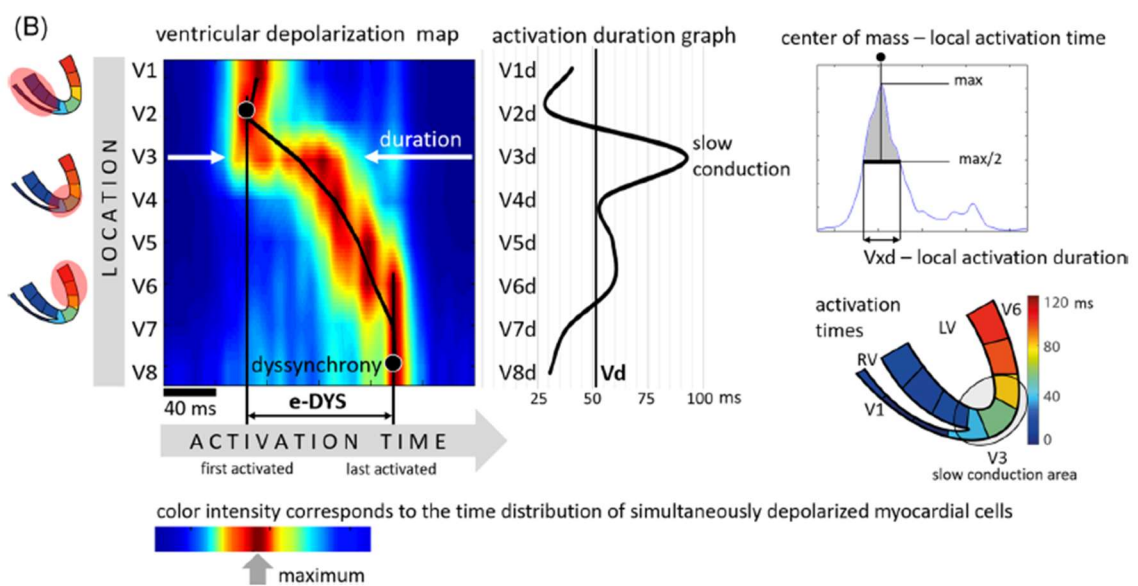 (B)
ventricular depolarization map
activation duration graph
center of mass – local activation time
V1
V2
V3
V4
V5
V6
V7
V8
LOCATION
duration
dyssynchrony
40 ms
e-DYS
ACTIVATION TIME
first activated
last activated
V1d
V2d
V3d
V4d
V5d
V6d
V7d
V8d
slow
conduction
Vd
25
50
75
100 ms
max
max/2
Vxd – local activation duration
activation
times
RV
V1
LV
V6
V3
slow conduction area
120 ms
80
40
0
color intensity corresponds to the time distribution of simultaneously depolarized myocardial cells
maximum